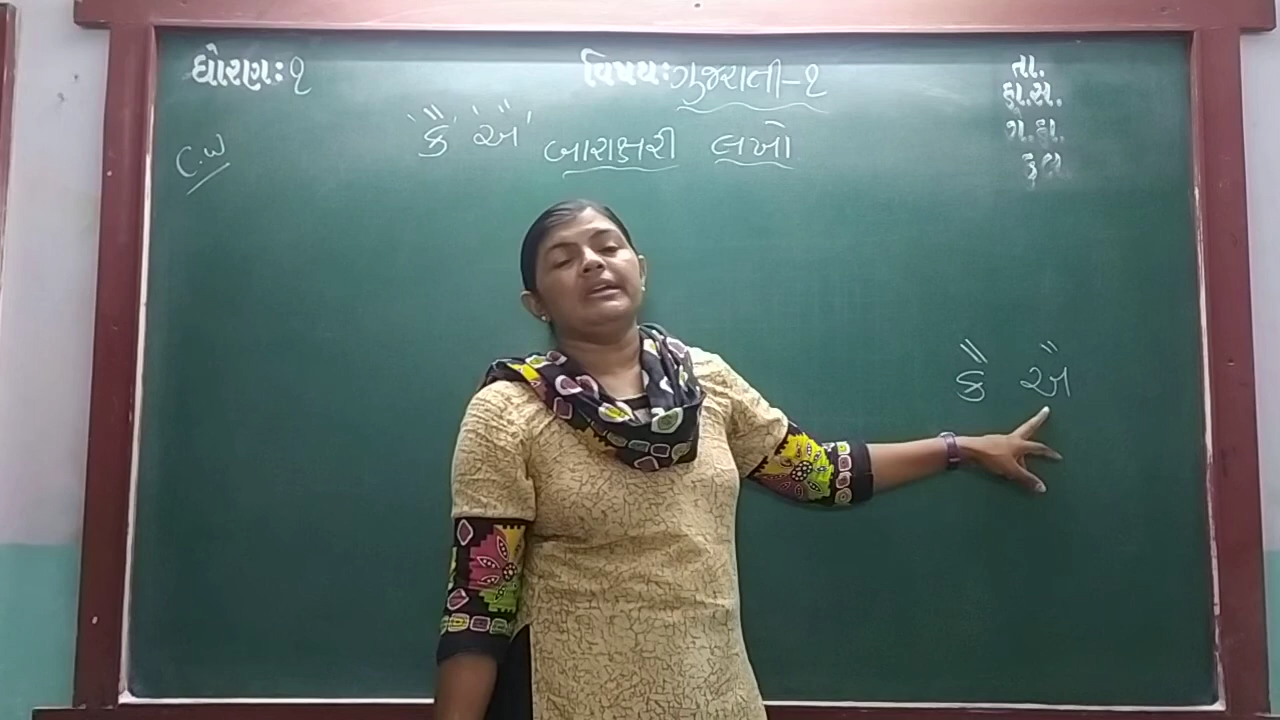 ધોરણ:૧
વિષય:ગુજરાતી-૧
તા.
હા.સ.
ગે.હા.
કુલ
C.W
'કૈ' 'ઐ' બારાક્ષરી લખો
કૈ ઐ